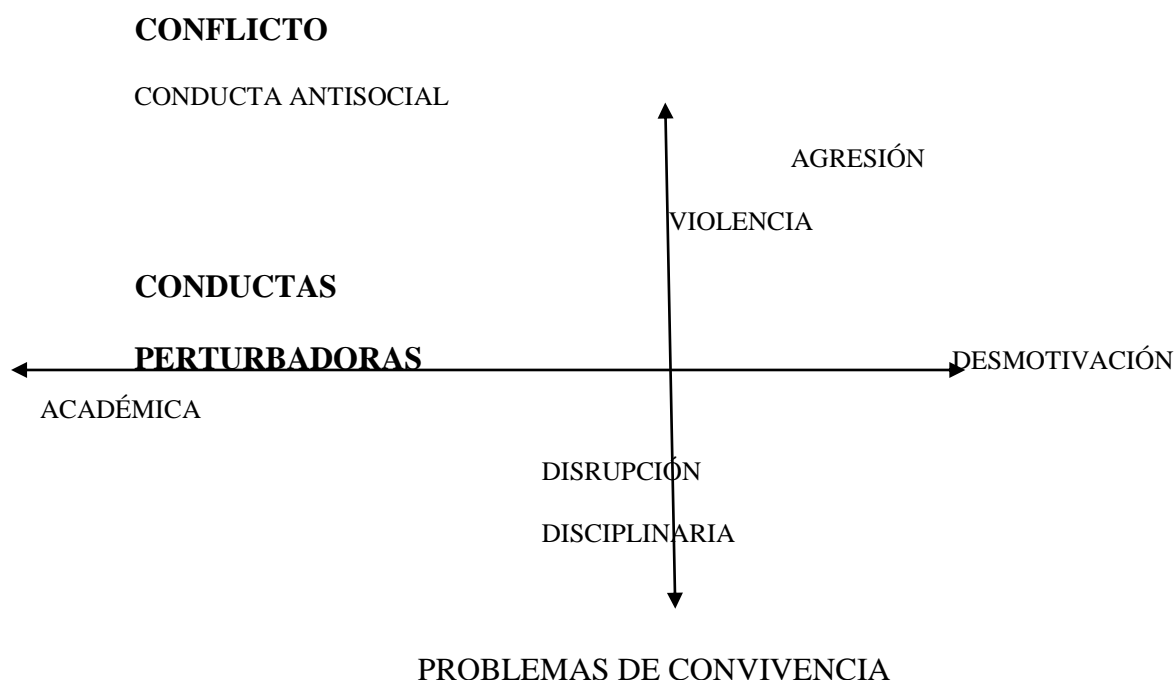 CONFLICTO
CONDUCTA ANTISOCIAL
AGRESIÓN
VIOLENCIA
CONDUCTAS
PERTURBADORAS
DESMOTIVACIÓN
ACADÉMICA
DISRUPCIÓN
DISCIPLINARIA
PROBLEMAS DE CONVIVENCIA